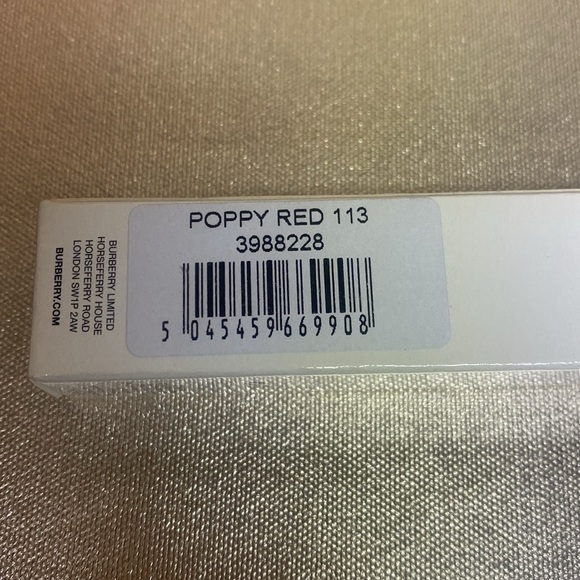 POPPY RED 113
3988228
5 045459 669908
BURBERRY LIMITED
HORSEFERRY HOUSE
HORSEFERRY ROAD
LONDON SW1P 2AW
BURBERRY.COM